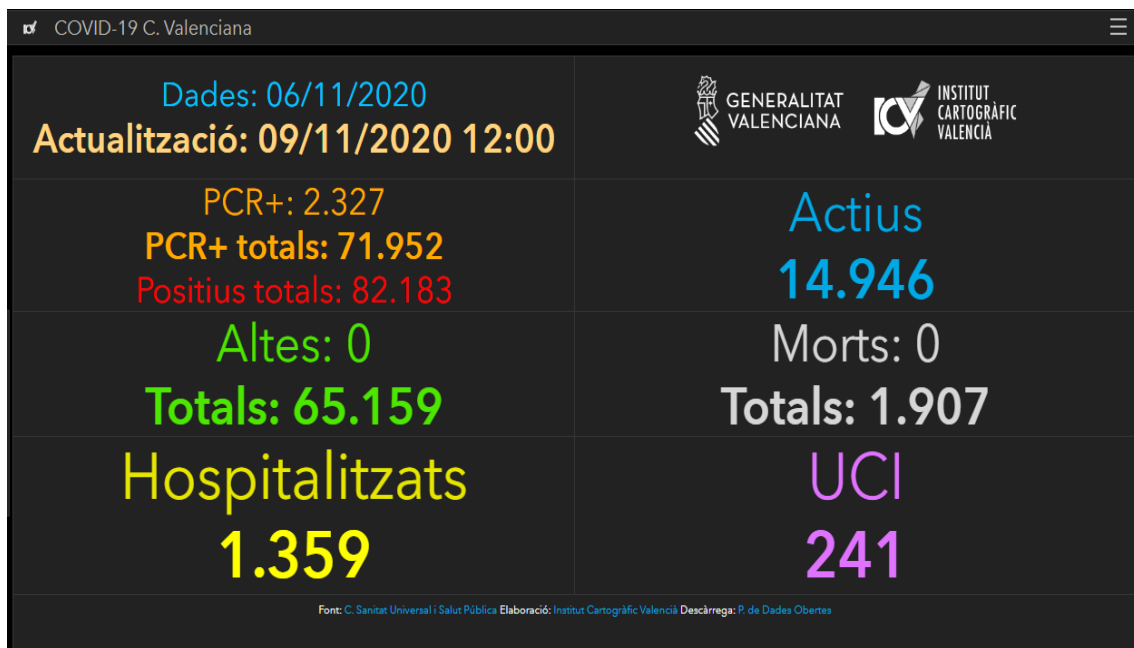 COVID-19 C. Valenciana
Dades: 06/11/2020
Actualització: 09/11/2020 12:00
GENERALITAT
VALENCIANA
INSTITUT
CARTOGRÀFIC
VALENCIÀ
PCR+: 2.327
PCR+ totals: 71.952
Positius totals: 82.183
Actius
14.946
Altes: 0
Totals: 65.159
Morts: 0
Totals: 1.907
Hospitalitzats
1.359
UCI
241
Font: C. Sanitat Universal i Salut Pública Elaboració: Institut Cartogràfic Valencià Descàrrega: P. de Dades Obertes